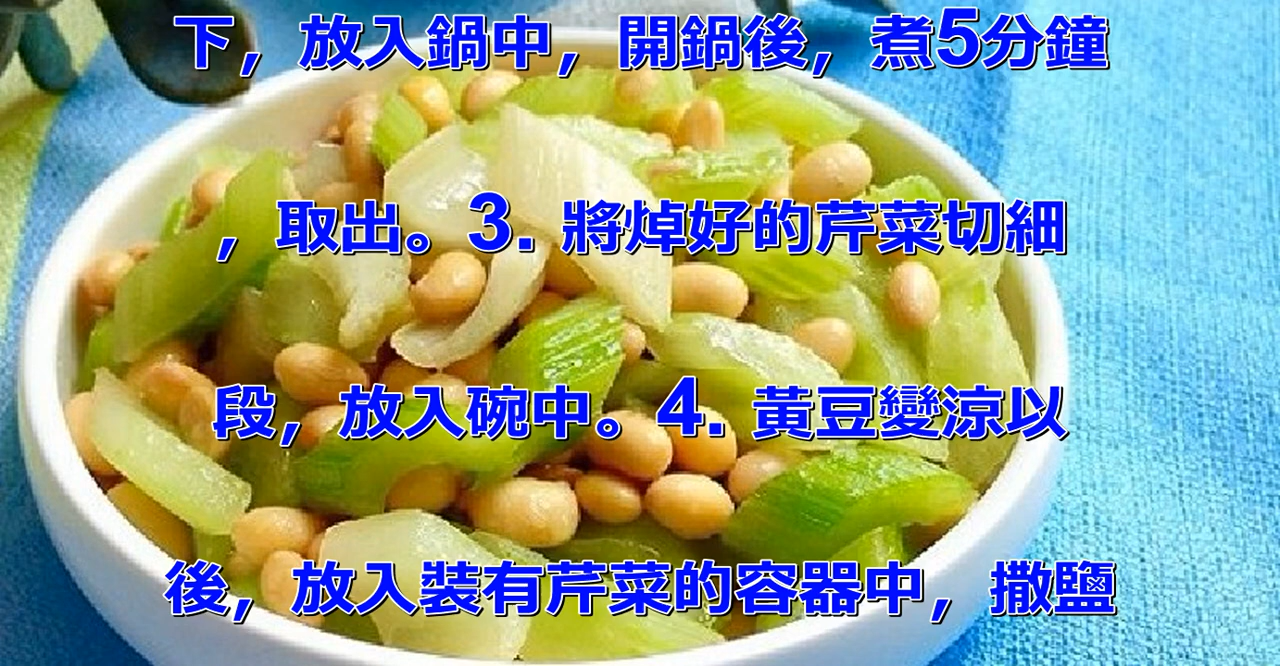 下，放入鍋中，開鍋後，煮5分鐘
，取出。3. 將焯好的芹菜切細
段，放入碗中。4. 黃豆變涼以
後，放入裝有芹菜的容器中，撒鹽